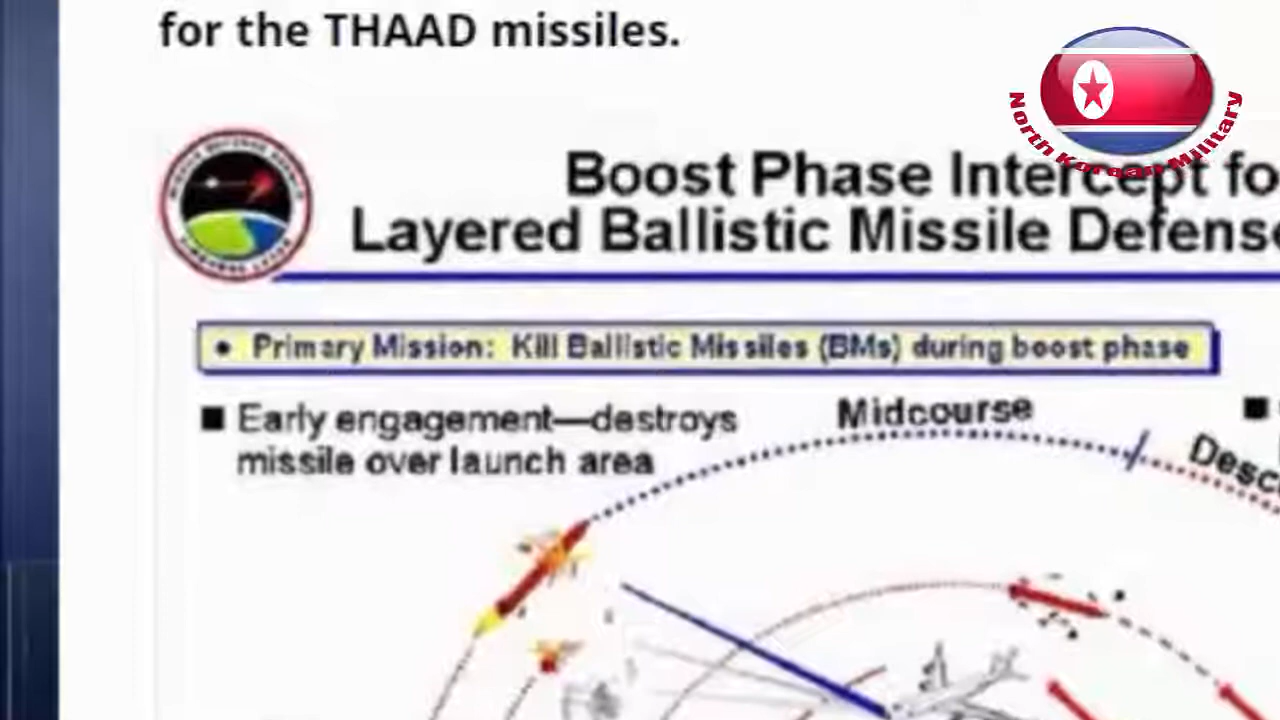 for the THAAD missiles.
North Korean Military
Boost Phase Intercept fo
Layered Ballistic Missile Defense
• Primary Mission: Kill Ballistic Missiles (BMs) during boost phase
■ Early engagement—destroys
missile over launch area
Midcourse
Desc